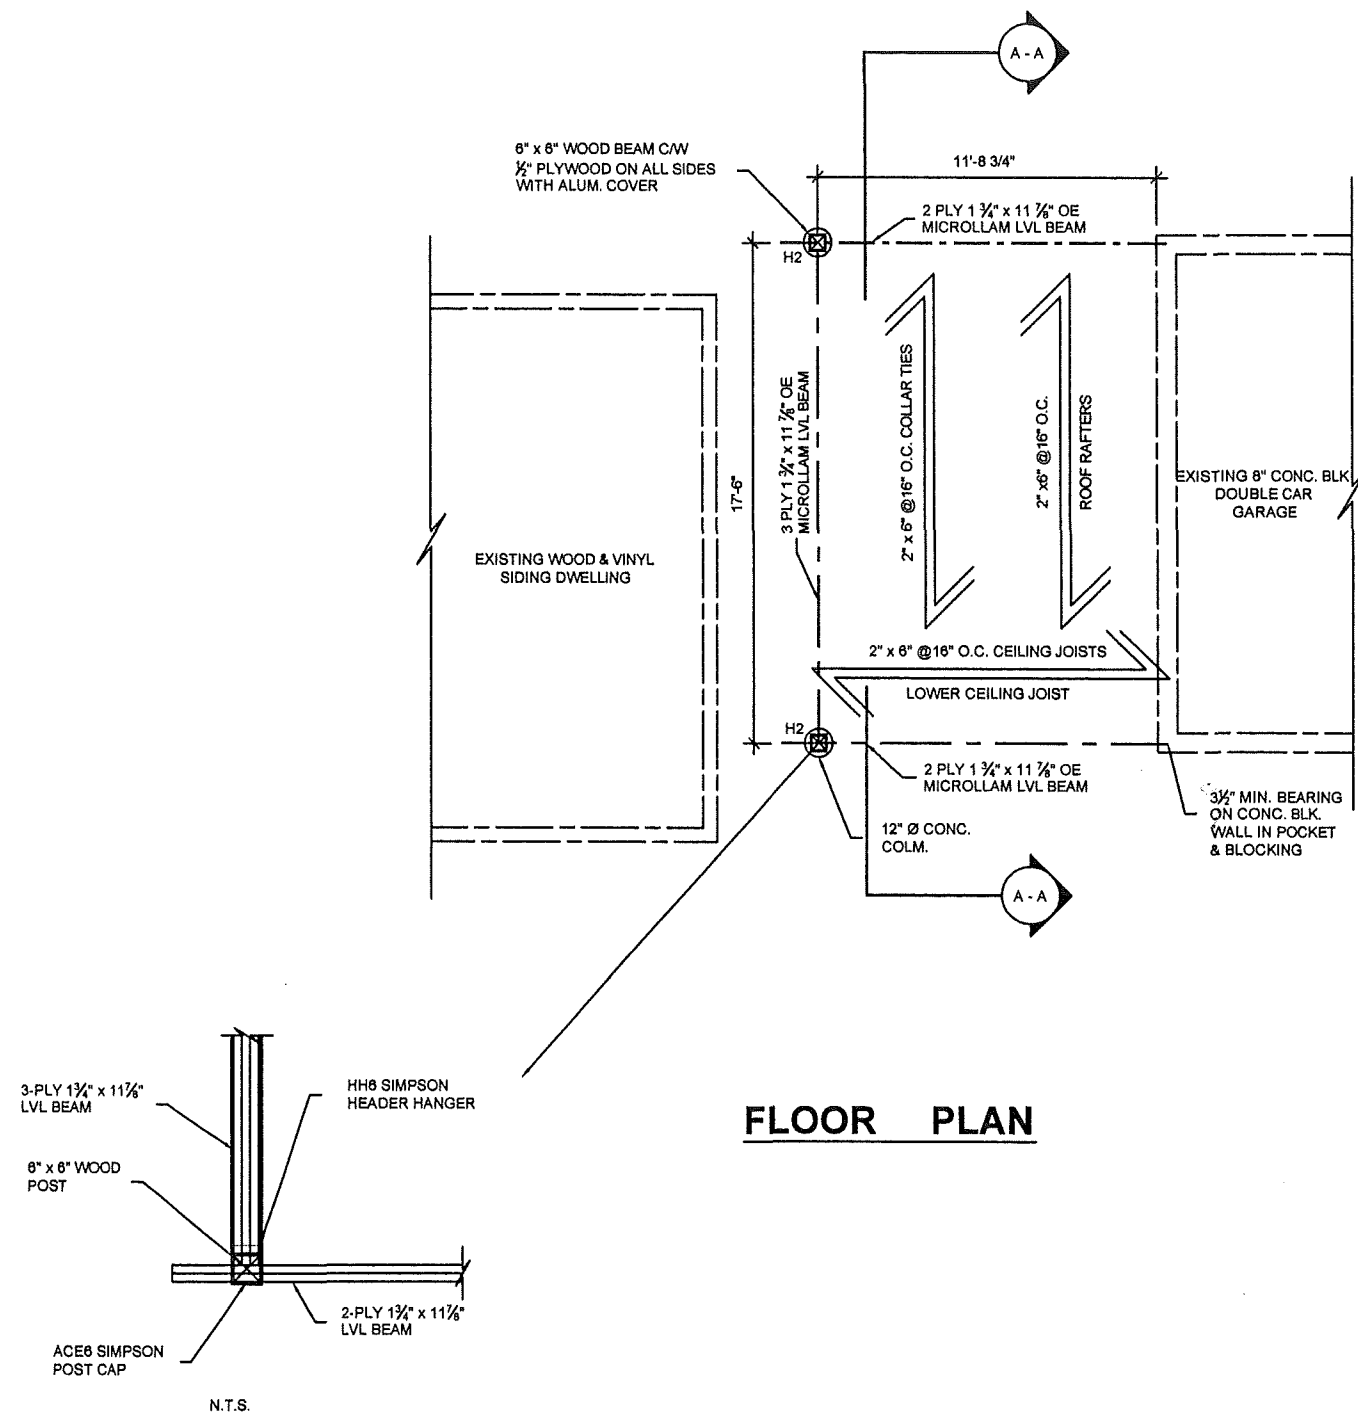 A - A
6" x 6" WOOD BEAM C/W
½" PLYWOOD ON ALL SIDES
WITH ALUM. COVER
11'-8 3/4"
2 PLY 1 ¾" x 11 ⅞" OE
MICROLLAM LVL BEAM
H2
17'-6"
3 PLY 1 ¾" x 11 ⅞" OE
MICROLLAM LVL BEAM
2" x 6" @16" O.C. COLLAR TIES
2" x6" @16" O.C.
ROOF RAFTERS
EXISTING 8" CONC. BLK
DOUBLE CAR
GARAGE
EXISTING WOOD & VINYL
SIDING DWELLING
2" x 6" @16" O.C. CEILING JOISTS
LOWER CEILING JOIST
H2
2 PLY 1 ¾" x 11 ⅞" OE
MICROLLAM LVL BEAM
3½" MIN. BEARING
ON CONC. BLK.
WALL IN POCKET
& BLOCKING
12" Ø CONC.
COLM.
A - A
3-PLY 1¾" x 11⅞"
LVL BEAM
HH6 SIMPSON
HEADER HANGER
6" x 6" WOOD
POST
2-PLY 1¾" x 11⅞"
LVL BEAM
ACE6 SIMPSON
POST CAP
N.T.S.
FLOOR PLAN